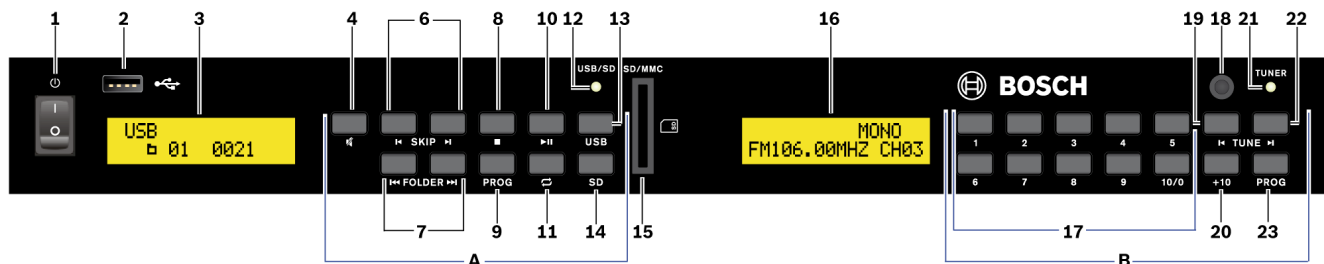 1 2 3 4 6 8 10 12 13 16 19 18 21 22
USB/SD SD/MMC
TUNER
BOSCH
USB
01 0021
MONO
FM106.00MHZ CH03
SKIP USB
1 2 3 4 5 TUNE
FOLDER PROG SD
6 7 8 9 10/0 +10 PROG
7 9 11 14 15 17 20 23
A B
SD